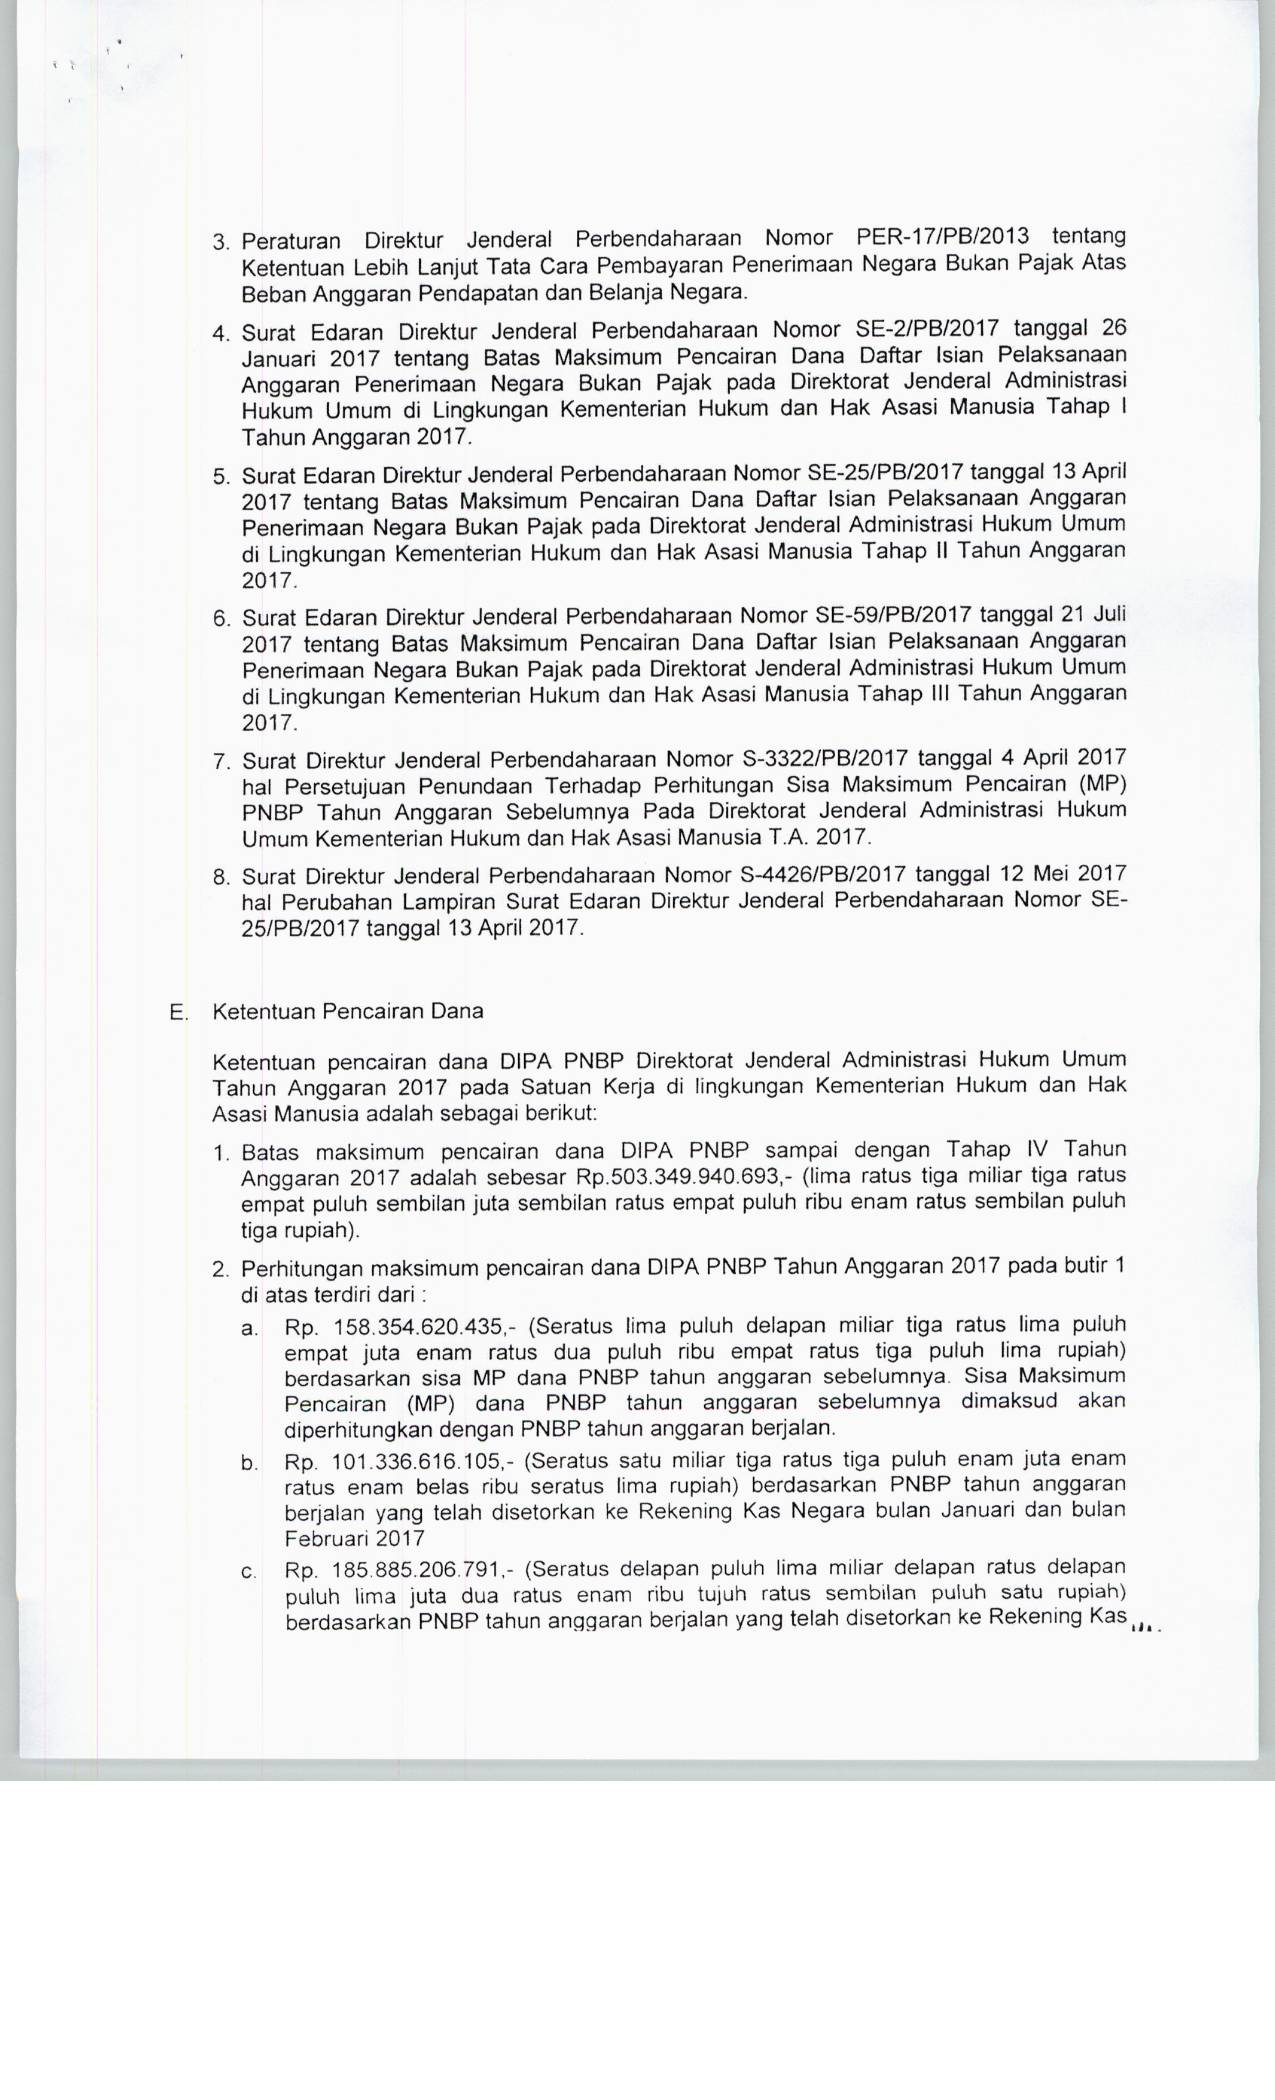 3. Peraturan Direktur Jenderal Perbendaharaan Nomor PER-17/PB/2013 tentang
Ketentuan Lebih Lanjut Tata Cara Pembayaran Penerimaan Negara Bukan Pajak Atas
Beban Anggaran Pendapatan dan Belanja Negara.
4. Surat Edaran Direktur Jenderal Perbendaharaan Nomor SE-2/PB/2017 tanggal 26
Januari 2017 tentang Batas Maksimum Pencairan Dana Daftar Isian Pelaksanaan
Anggaran Penerimaan Negara Bukan Pajak pada Direktorat Jenderal Administrasi
Hukum Umum di Lingkungan Kementerian Hukum dan Hak Asasi Manusia Tahap I
Tahun Anggaran 2017.
5. Surat Edaran Direktur Jenderal Perbendaharaan Nomor SE-25/PB/2017 tanggal 13 April
2017 tentang Batas Maksimum Pencairan Dana Daftar Isian Pelaksanaan Anggaran
Penerimaan Negara Bukan Pajak pada Direktorat Jenderal Administrasi Hukum Umum
di Lingkungan Kementerian Hukum dan Hak Asasi Manusia Tahap II Tahun Anggaran
2017.
6. Surat Edaran Direktur Jenderal Perbendaharaan Nomor SE-59/PB/2017 tanggal 21 Juli
2017 tentang Batas Maksimum Pencairan Dana Daftar Isian Pelaksanaan Anggaran
Penerimaan Negara Bukan Pajak pada Direktorat Jenderal Administrasi Hukum Umum
di Lingkungan Kementerian Hukum dan Hak Asasi Manusia Tahap III Tahun Anggaran
2017.
7. Surat Direktur Jenderal Perbendaharaan Nomor S-3322/PB/2017 tanggal 4 April 2017
hal Persetujuan Penundaan Terhadap Perhitungan Sisa Maksimum Pencairan (MP)
PNBP Tahun Anggaran Sebelumnya Pada Direktorat Jenderal Administrasi Hukum
Umum Kementerian Hukum dan Hak Asasi Manusia T.A. 2017.
8. Surat Direktur Jenderal Perbendaharaan Nomor S-4426/PB/2017 tanggal 12 Mei 2017
hal Perubahan Lampiran Surat Edaran Direktur Jenderal Perbendaharaan Nomor SE-
25/PB/2017 tanggal 13 April 2017.
E. Ketentuan Pencairan Dana
Ketentuan pencairan dana DIPA PNBP Direktorat Jenderal Administrasi Hukum Umum
Tahun Anggaran 2017 pada Satuan Kerja di lingkungan Kementerian Hukum dan Hak
Asasi Manusia adalah sebagai berikut:
1. Batas maksimum pencairan dana DIPA PNBP sampai dengan Tahap IV Tahun
Anggaran 2017 adalah sebesar Rp.503.349.940.693,- (lima ratus tiga miliar tiga ratus
empat puluh sembilan juta sembilan ratus empat puluh ribu enam ratus sembilan puluh
tiga rupiah).
2. Perhitungan maksimum pencairan dana DIPA PNBP Tahun Anggaran 2017 pada butir 1
di atas terdiri dari :
a. Rp. 158.354.620.435,- (Seratus lima puluh delapan miliar tiga ratus lima puluh
empat juta enam ratus dua puluh ribu empat ratus tiga puluh lima rupiah)
berdasarkan sisa MP dana PNBP tahun anggaran sebelumnya. Sisa Maksimum
Pencairan (MP) dana PNBP tahun anggaran sebelumnya dimaksud akan
diperhitungkan dengan PNBP tahun anggaran berjalan.
b. Rp. 101.336.616.105,- (Seratus satu miliar tiga ratus tiga puluh enam juta enam
ratus enam belas ribu seratus lima rupiah) berdasarkan PNBP tahun anggaran
berjalan yang telah disetorkan ke Rekening Kas Negara bulan Januari dan bulan
Februari 2017
c. Rp. 185.885.206.791,- (Seratus delapan puluh lima miliar delapan ratus delapan
puluh lima juta dua ratus enam ribu tujuh ratus sembilan puluh satu rupiah)
berdasarkan PNBP tahun anggaran berjalan yang telah disetorkan ke Rekening Kas